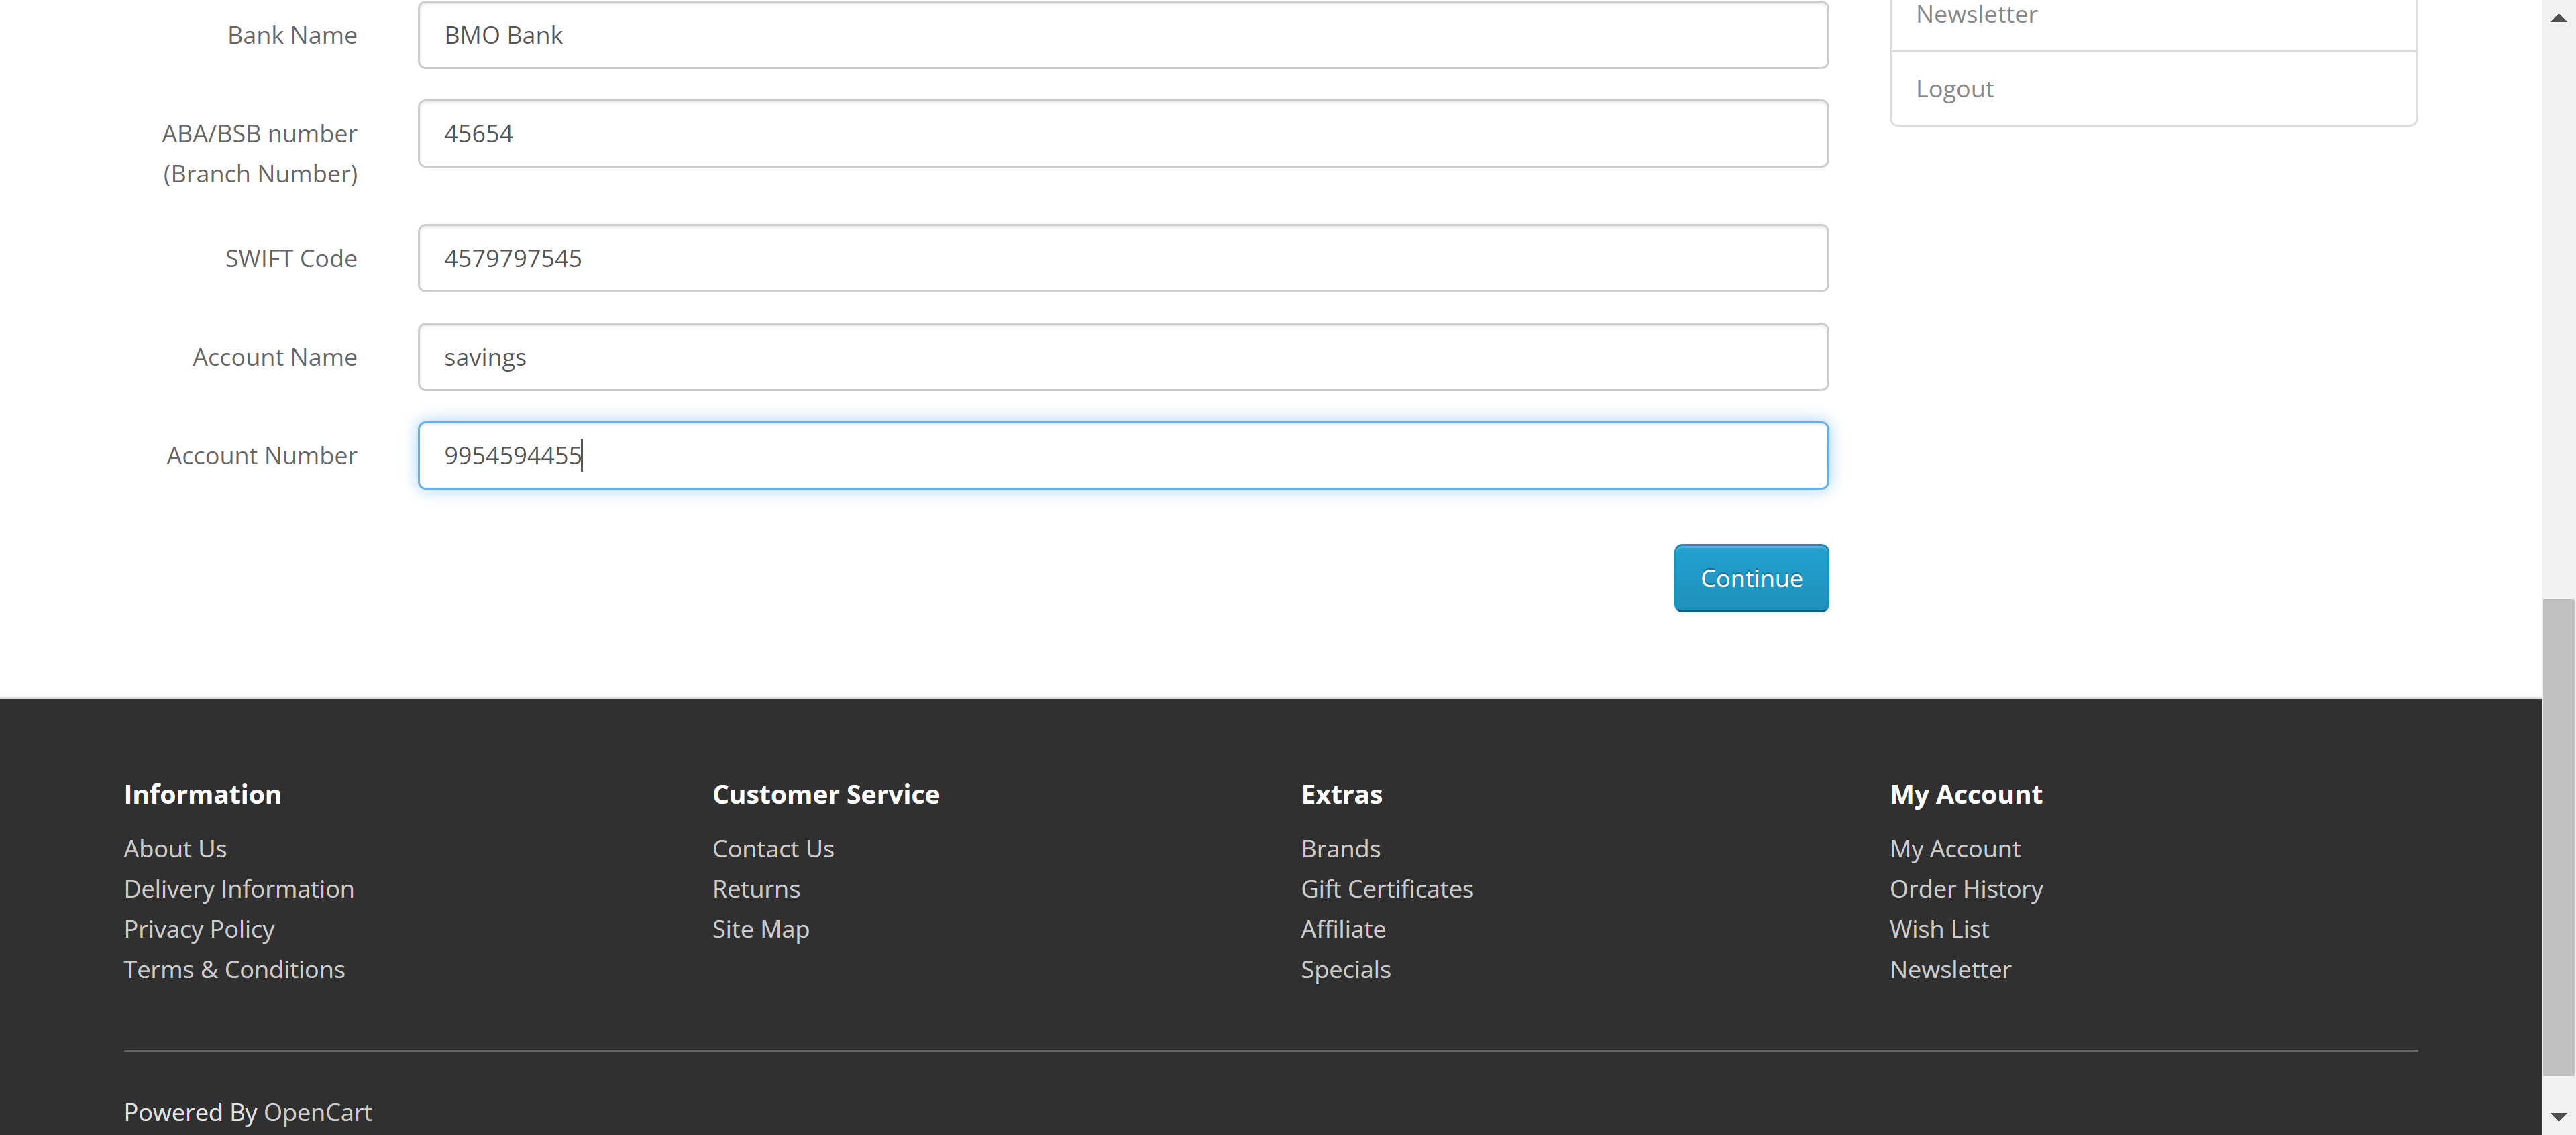 Bank Name
BMO Bank
ABA/BSB number
(Branch Number)
45654
SWIFT Code
4579797545
Account Name
savings
Account Number
9954594455
Continue
Newsletter
Logout
Information
About Us
Delivery Information
Privacy Policy
Terms & Conditions
Customer Service
Contact Us
Returns
Site Map
Extras
Brands
Gift Certificates
Affiliate
Specials
My Account
My Account
Order History
Wish List
Newsletter
Powered By OpenCart